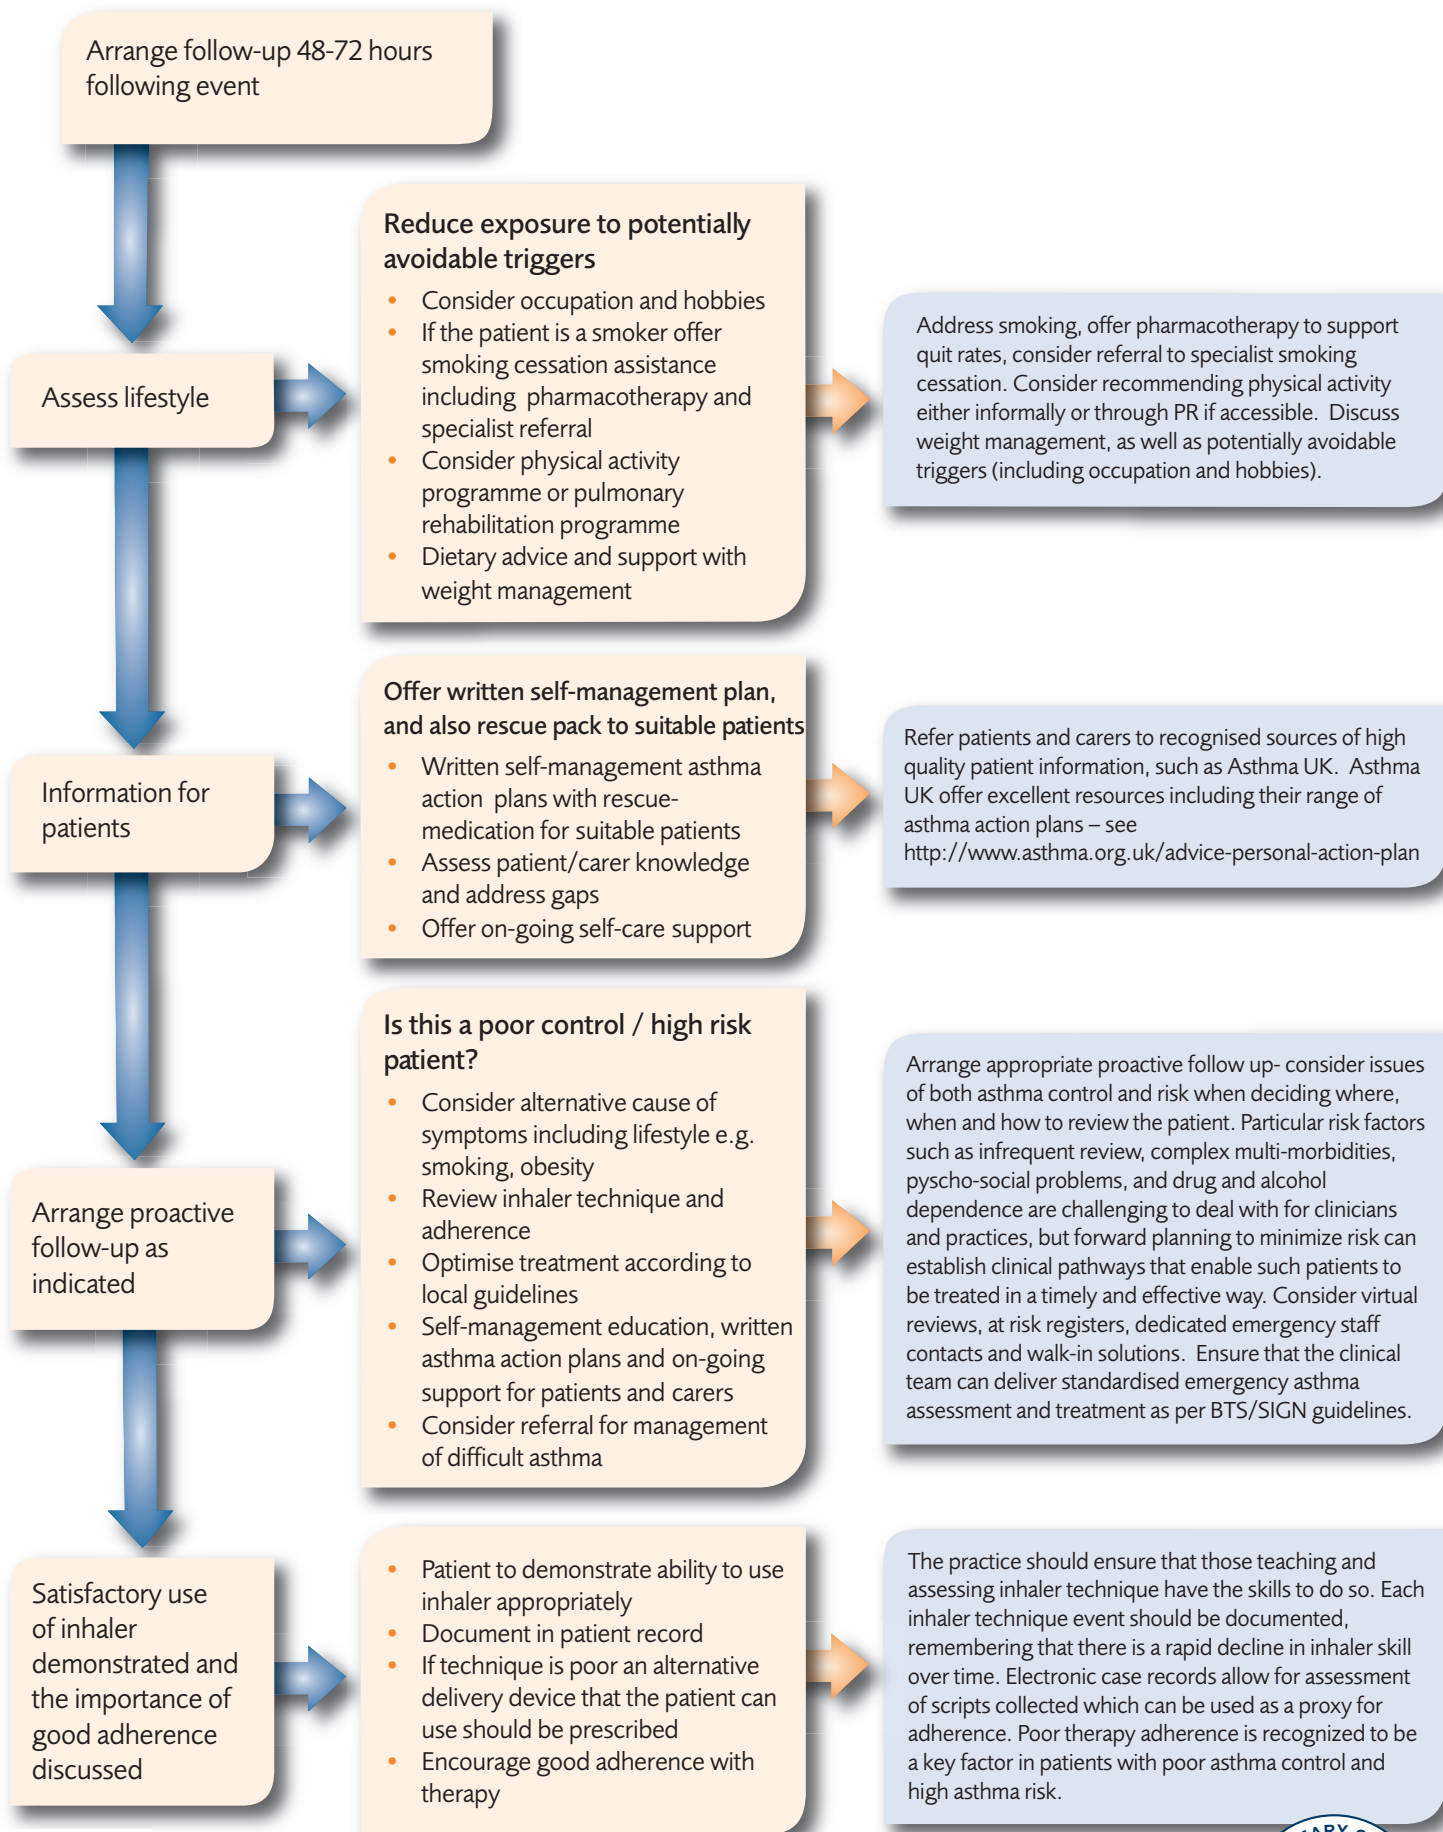 Arrange follow-up 48-72 hours
following event
Assess lifestyle
Reduce exposure to potentially
avoidable triggers
• Consider occupation and hobbies
• If the patient is a smoker offer
smoking cessation assistance
including pharmacotherapy and
specialist referral
• Consider physical activity
programme or pulmonary
rehabilitation programme
• Dietary advice and support with
weight management
Address smoking, offer pharmacotherapy to support
quit rates, consider referral to specialist smoking
cessation. Consider recommending physical activity
either informally or through PR if accessible. Discuss
weight management, as well as potentially avoidable
triggers (including occupation and hobbies).
Information for
patients
Offer written self-management plan,
and also rescue pack to suitable patients
• Written self-management asthma
action plans with rescue-
medication for suitable patients
• Assess patient/carer knowledge
and address gaps
• Offer on-going self-care support
Refer patients and carers to recognised sources of high
quality patient information, such as Asthma UK. Asthma
UK offer excellent resources including their range of
asthma action plans – see
http://www.asthma.org.uk/advice-personal-action-plan
Arrange proactive
follow-up as
indicated
Is this a poor control / high risk
patient?
• Consider alternative cause of
symptoms including lifestyle e.g.
smoking, obesity
• Review inhaler technique and
adherence
• Optimise treatment according to
local guidelines
• Self-management education, written
asthma action plans and on-going
support for patients and carers
• Consider referral for management
of difficult asthma
Arrange appropriate proactive follow up- consider issues
of both asthma control and risk when deciding where,
when and how to review the patient. Particular risk factors
such as infrequent review, complex multi-morbidities,
pyscho-social problems, and drug and alcohol
dependence are challenging to deal with for clinicians
and practices, but forward planning to minimize risk can
establish clinical pathways that enable such patients to
be treated in a timely and effective way. Consider virtual
reviews, at risk registers, dedicated emergency staff
contacts and walk-in solutions. Ensure that the clinical
team can deliver standardised emergency asthma
assessment and treatment as per BTS/SIGN guidelines.
Satisfactory use
of inhaler
demonstrated and
the importance of
good adherence
discussed
• Patient to demonstrate ability to use
inhaler appropriately
• Document in patient record
• If technique is poor an alternative
delivery device that the patient can
use should be prescribed
• Encourage good adherence with
therapy
The practice should ensure that those teaching and
assessing inhaler technique have the skills to do so. Each
inhaler technique event should be documented,
remembering that there is a rapid decline in inhaler skill
over time. Electronic case records allow for assessment
of scripts collected which can be used as a proxy for
adherence. Poor therapy adherence is recognized to be
a key factor in patients with poor asthma control and
high asthma risk.